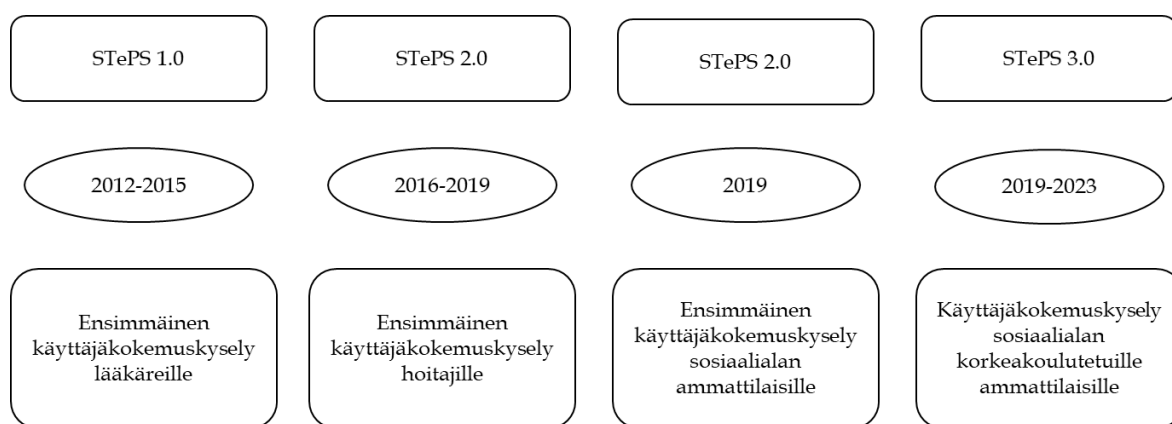 STePS 1.0
STePS 2.0
STePS 2.0
STePS 3.0
2012-2015
2016-2019
2019
2019-2023
Ensimmäinen
käyttäjäkokemuskysely
lääkäreille
Ensimmäinen
käyttäjäkokemuskysely
hoitajille
Ensimmäinen
käyttäjäkokemuskysely
sosiaalialan
ammattilaisille
Käyttäjäkokemuskysely
sosiaalialan
korkeakoulutetuille
ammattilaisille